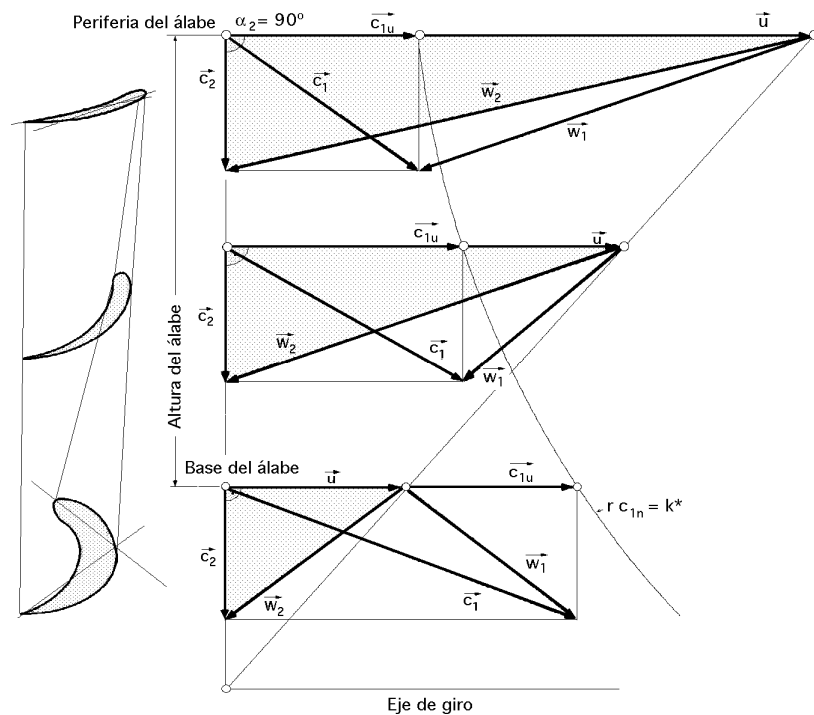 Periferia del álabe
α₂ = 90º
c₁ᵤ
u
c₂
c₁
w₂
w₁
c₁ᵤ
u
c₂
w₂
c₁
w₁
Altura del álabe
Base del álabe
u
c₁ᵤ
r c₁ₙ = k*
c₂
w₂
w₁
c₁
Eje de giro